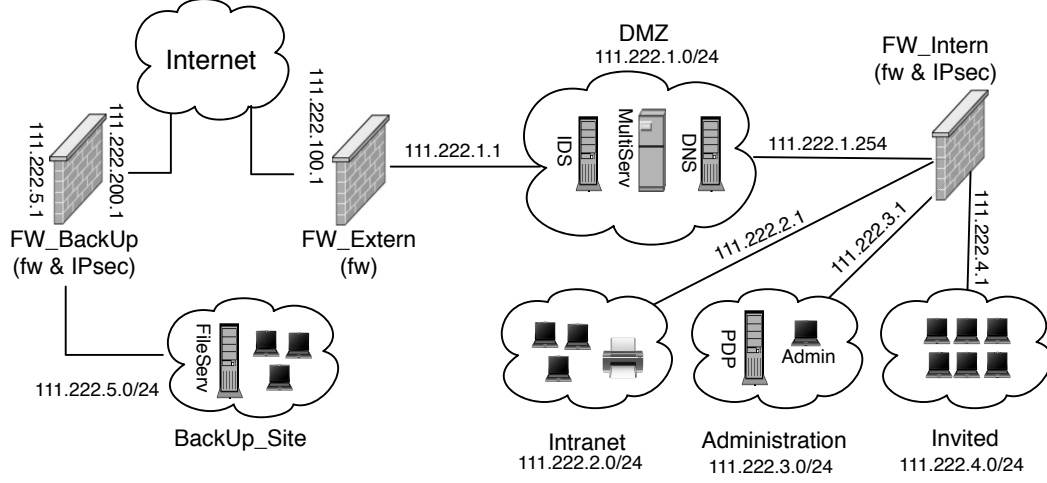 Internet
DMZ
111.222.1.0/24
FW_Intern
(fw & IPsec)
111.222.5.1
111.222.200.1
111.222.100.1
111.222.1.1
IDS
MultiServ
DNS
111.222.1.254
FW_BackUp
(fw & IPsec)
FW_Extern
(fw)
111.222.2.1
111.222.3.1
111.222.4.1
FileServ
111.222.5.0/24
BackUp_Site
PDP
Admin
Intranet
111.222.2.0/24
Administration
111.222.3.0/24
Invited
111.222.4.0/24